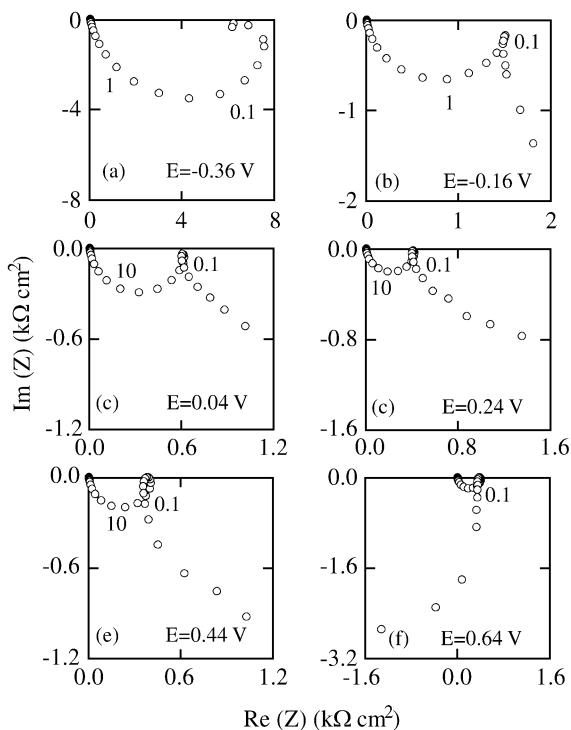 0
-4
-8
0 4 8
1
0.1
(a) E=-0.36 V
0
-1
-2
0 1 2
0.1
1
(b) E=-0.16 V
0.0
-0.6
-1.2
0.0 0.6 1.2
10
0.1
(c) E=0.04 V
0.0
-0.8
-1.6
0.0 0.8 1.6
10
0.1
(c) E=0.24 V
0.0
-0.6
-1.2
0.0 0.6 1.2
10
0.1
(e) E=0.44 V
0.0
-1.6
-3.2
-1.6 0.0 1.6
0.1
(f) E=0.64 V
Im (Z) (kΩ cm²)
Re (Z) (kΩ cm²)